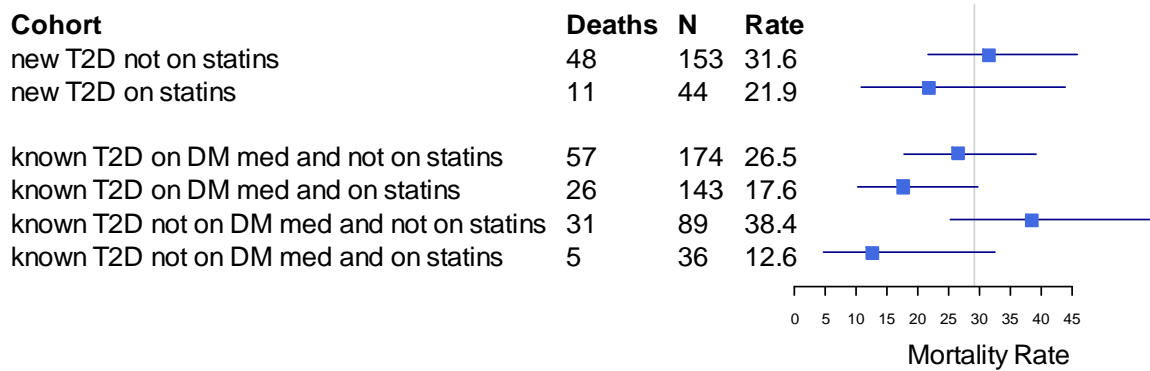 Cohort Deaths N Rate
new T2D not on statins 48 153 31.6
new T2D on statins 11 44 21.9
known T2D on DM med and not on statins 57 174 26.5
known T2D on DM med and on statins 26 143 17.6
known T2D not on DM med and not on statins 31 89 38.4
known T2D not on DM med and on statins 5 36 12.6
0 5 10 15 20 25 30 35 40 45
Mortality Rate